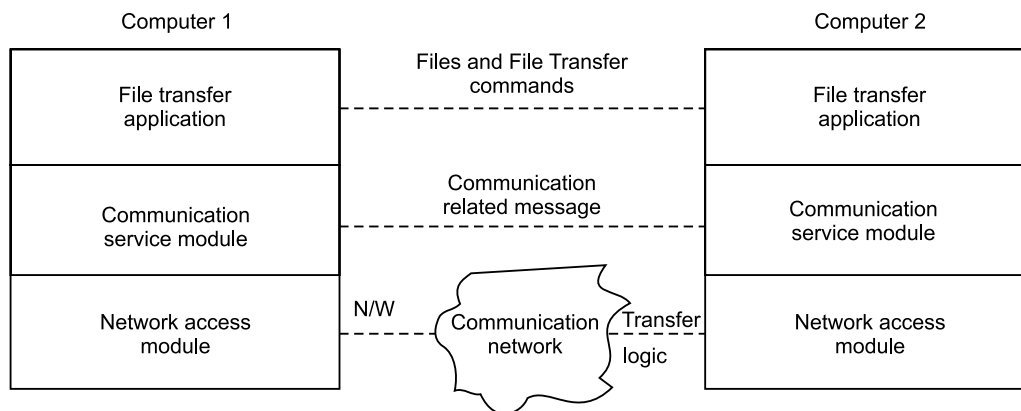 Computer 1
Computer 2
File transfer
application
Files and File Transfer
commands
File transfer
application
Communication
service module
Communication
related message
Communication
service module
Network access
module
N/W
Communication
network
Transfer
logic
Network access
module